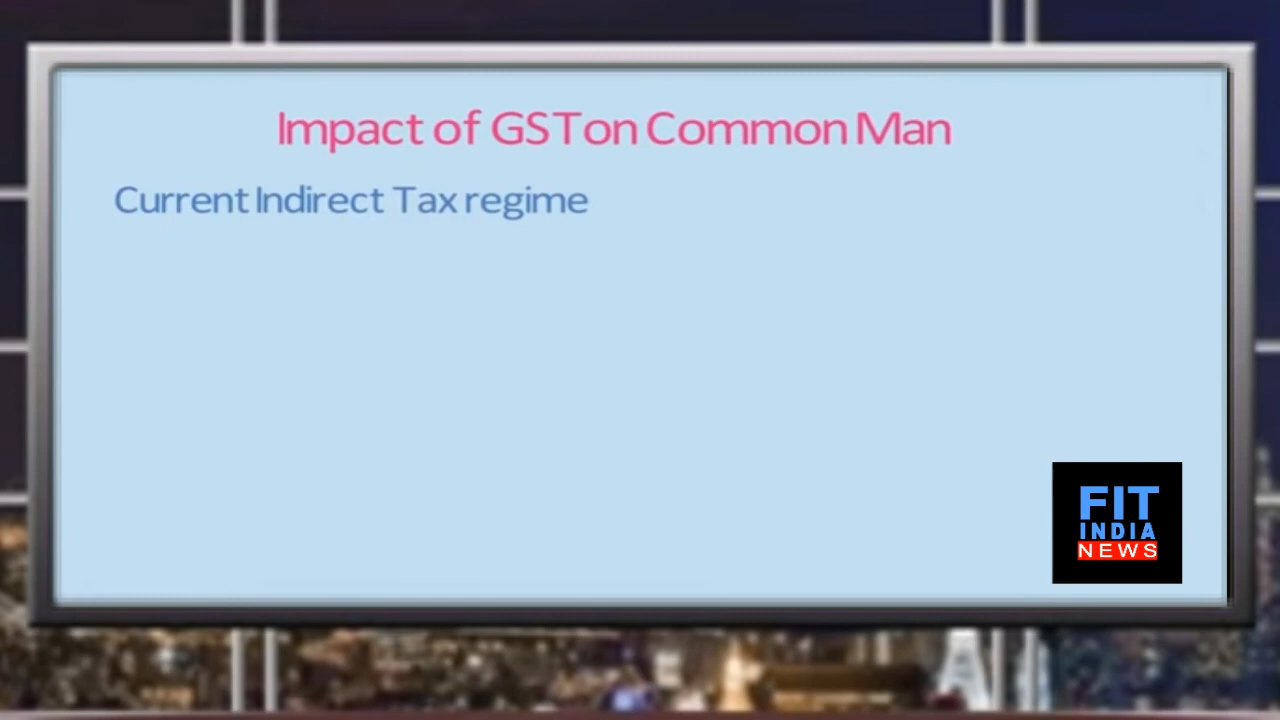 Impact of GST on Common Man
Current Indirect Tax regime
FIT
INDIA
NEWS